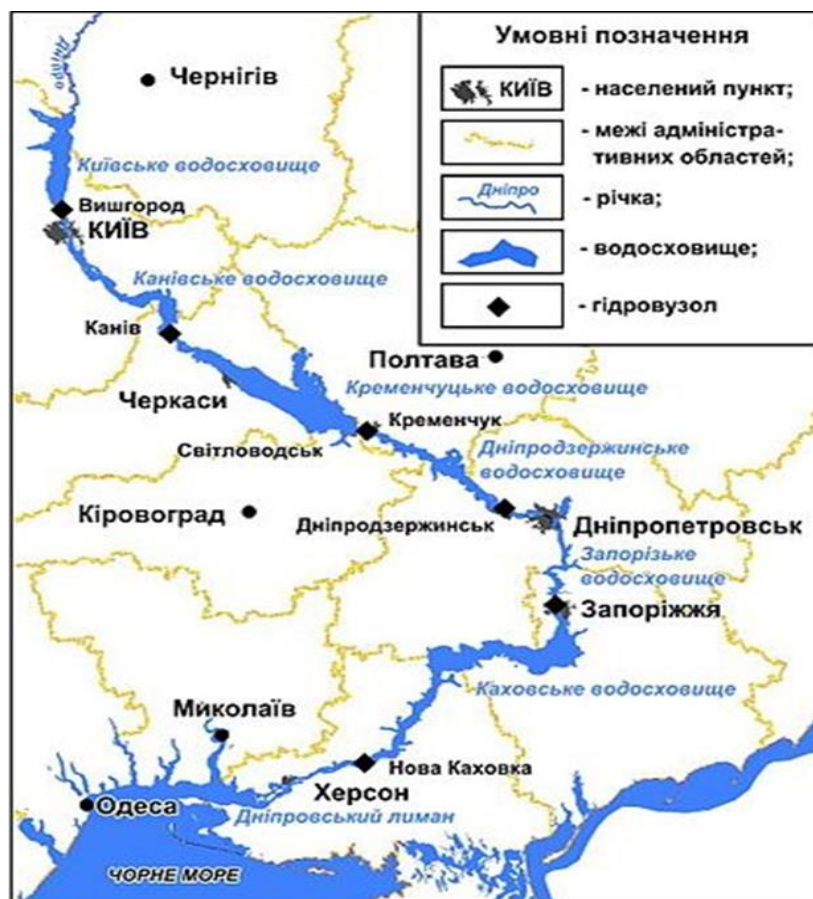 Дніпро
Чернігів
Київське водосховище
Вишгород
КИЇВ
Канівське водосховище
Канів
Умовні позначення
КИЇВ
- населений пункт;
- межі адміністра-
тивних областей;
Дніпро
- річка;
- водосховище;
- гідровузол
Полтава
Кременчуцьке водосховище
Черкаси
Кременчук
Світловодськ
Дніпродзержинське
водосховище
Кіровоград
Дніпродзержинськ
Дніпропетровськ
Запорізьке
водосховище
Запоріжжя
Каховське водосховище
Миколаїв
Нова Каховка
Херсон
Одеса
Дніпровський лиман
ЧОРНЕ МОРЕ